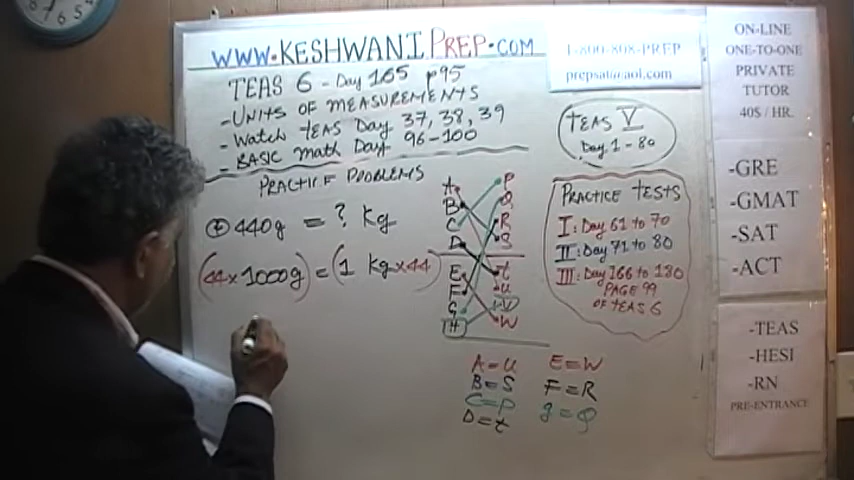 WWW.KESHWANIPREP.COM
TEAS 6 - Day 165 p95
- UNITS OF MEASUREMENTS
- Watch TEAS Day 37, 38, 39
- BASIC math Day 96-100
PRACTICE PROBLEMS
440g = ? Kg
(44 x 1000g) = (1 Kg x 44)
A
B
C
D
E
F
G
H
P
Q
R
S
t
u
V
W
A = U
B = S
C = P
D = t
E = W
F = R
g = Q
1-800-808-PREP
prepsat@aol.com
TEAS V
Day 1 - 80
PRACTICE TESTS
I : Day 61 to 70
II : Day 71 to 80
III : Day 166 to 180
PAGE 99
OF TEAS 6
ON-LINE
ONE-TO-ONE
PRIVATE
TUTOR
40$ / HR.
-GRE
-GMAT
-SAT
-ACT
-TEAS
-HESI
-RN
PRE-ENTRANCE